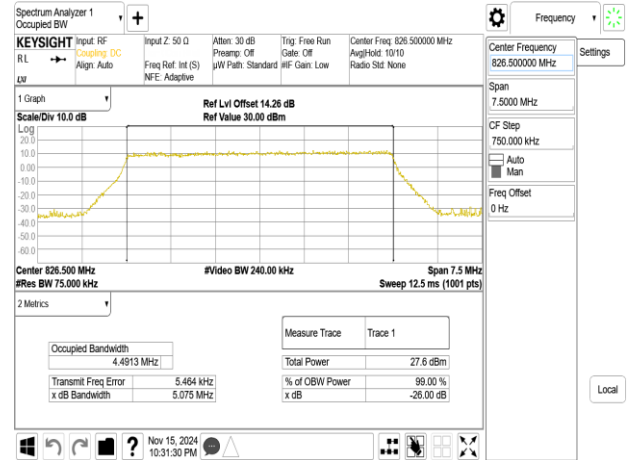 Spectrum Analyzer 1
Occupied BW
+
Frequency
KEYSIGHT
RL
LXI
Input: RF
Coupling: DC
Align: Auto
Input Z: 50 Ω
Freq Ref: Int (S)
NFE: Adaptive
Atten: 30 dB
Preamp: Off
µW Path: Standard
Trig: Free Run
Gate: Off
#IF Gain: Low
Center Freq: 826.500000 MHz
Avg|Hold: 10/10
Radio Std: None
Center Frequency
826.500000 MHz
Settings
Span
7.5000 MHz
CF Step
750.000 kHz
Auto
Man
Freq Offset
0 Hz
Local
1 Graph
Scale/Div 10.0 dB
Ref Lvl Offset 14.26 dB
Ref Value 30.00 dBm
Log
20.0
10.0
0.00
-10.0
-20.0
-30.0
-40.0
-50.0
-60.0
Center 826.500 MHz
#Video BW 240.00 kHz
Span 7.5 MHz
#Res BW 75.000 kHz
Sweep 12.5 ms (1001 pts)
2 Metrics
Measure Trace Trace 1
Occupied Bandwidth
4.4913 MHz
Total Power 27.6 dBm
Transmit Freq Error 5.464 kHz
% of OBW Power 99.00 %
x dB Bandwidth 5.075 MHz
x dB -26.00 dB
?
Nov 15, 2024
10:31:30 PM